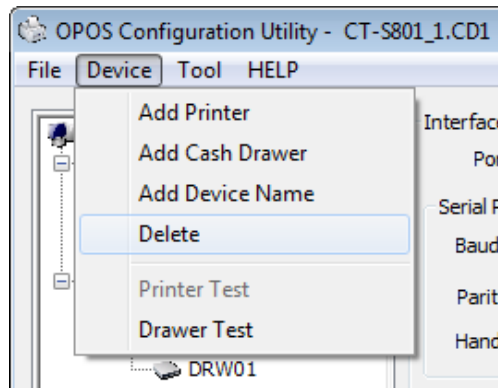 OPOS Configuration Utility - CT-S801_1.CD1
File Device Tool HELP
Add Printer
Add Cash Drawer
Add Device Name
Delete
Printer Test
Drawer Test
DRW01
Interface
Por
Serial P
Baud
Parit
Hand